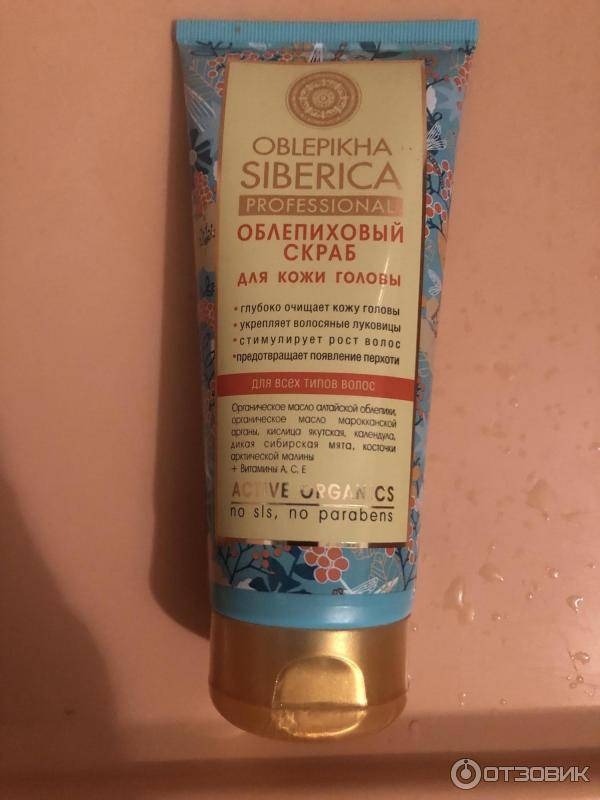 OBLEPIKHA
SIBERICA
PROFESSIONAL
ОБЛЕПИХОВЫЙ
СКРАБ
ДЛЯ КОЖИ ГОЛОВЫ
• глубоко очищает кожу головы
• укрепляет волосяные луковицы
• стимулирует рост волос
• предотвращает появление перхоти
ДЛЯ ВСЕХ ТИПОВ ВОЛОС
Органическое масло алтайской облепихи,
органическое масло марокканской
арганы, кислица якутская, календула,
дикая сибирская мята, косточки
арктической малины
+ Витамины А, С, Е
ACTIVE ORGANICS
no sls, no parabens
ОТЗОВИК